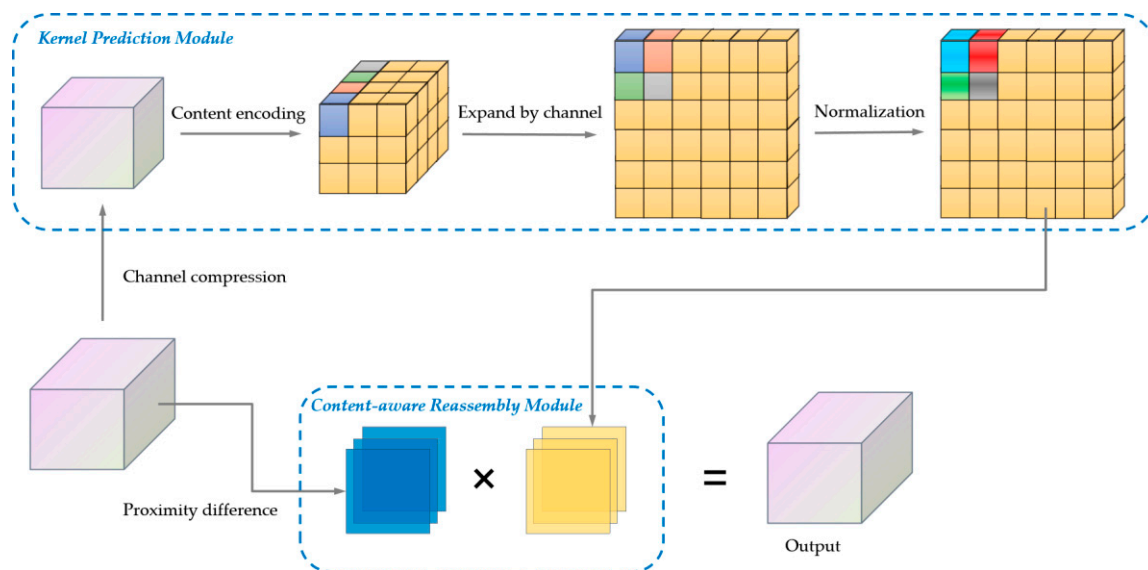 Kernel Prediction Module
Content encoding
Expand by channel
Normalization
Channel compression
Content-aware Reassembly Module
×
=
Proximity difference
Output